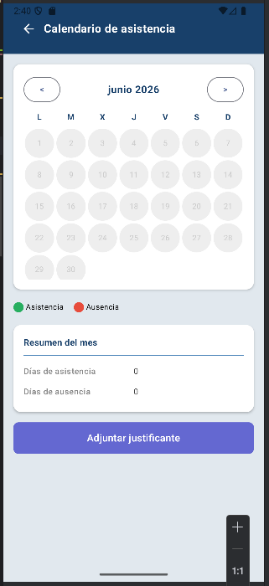 2:40
Calendario de asistencia
< junio 2026 >
L M X J V S D
1 2 3 4 5 6 7
8 9 10 11 12 13 14
15 16 17 18 19 20 21
22 23 24 25 26 27 28
29 30
Asistencia Ausencia
Resumen del mes
Días de asistencia 0
Días de ausencia 0
Adjuntar justificante
1:1